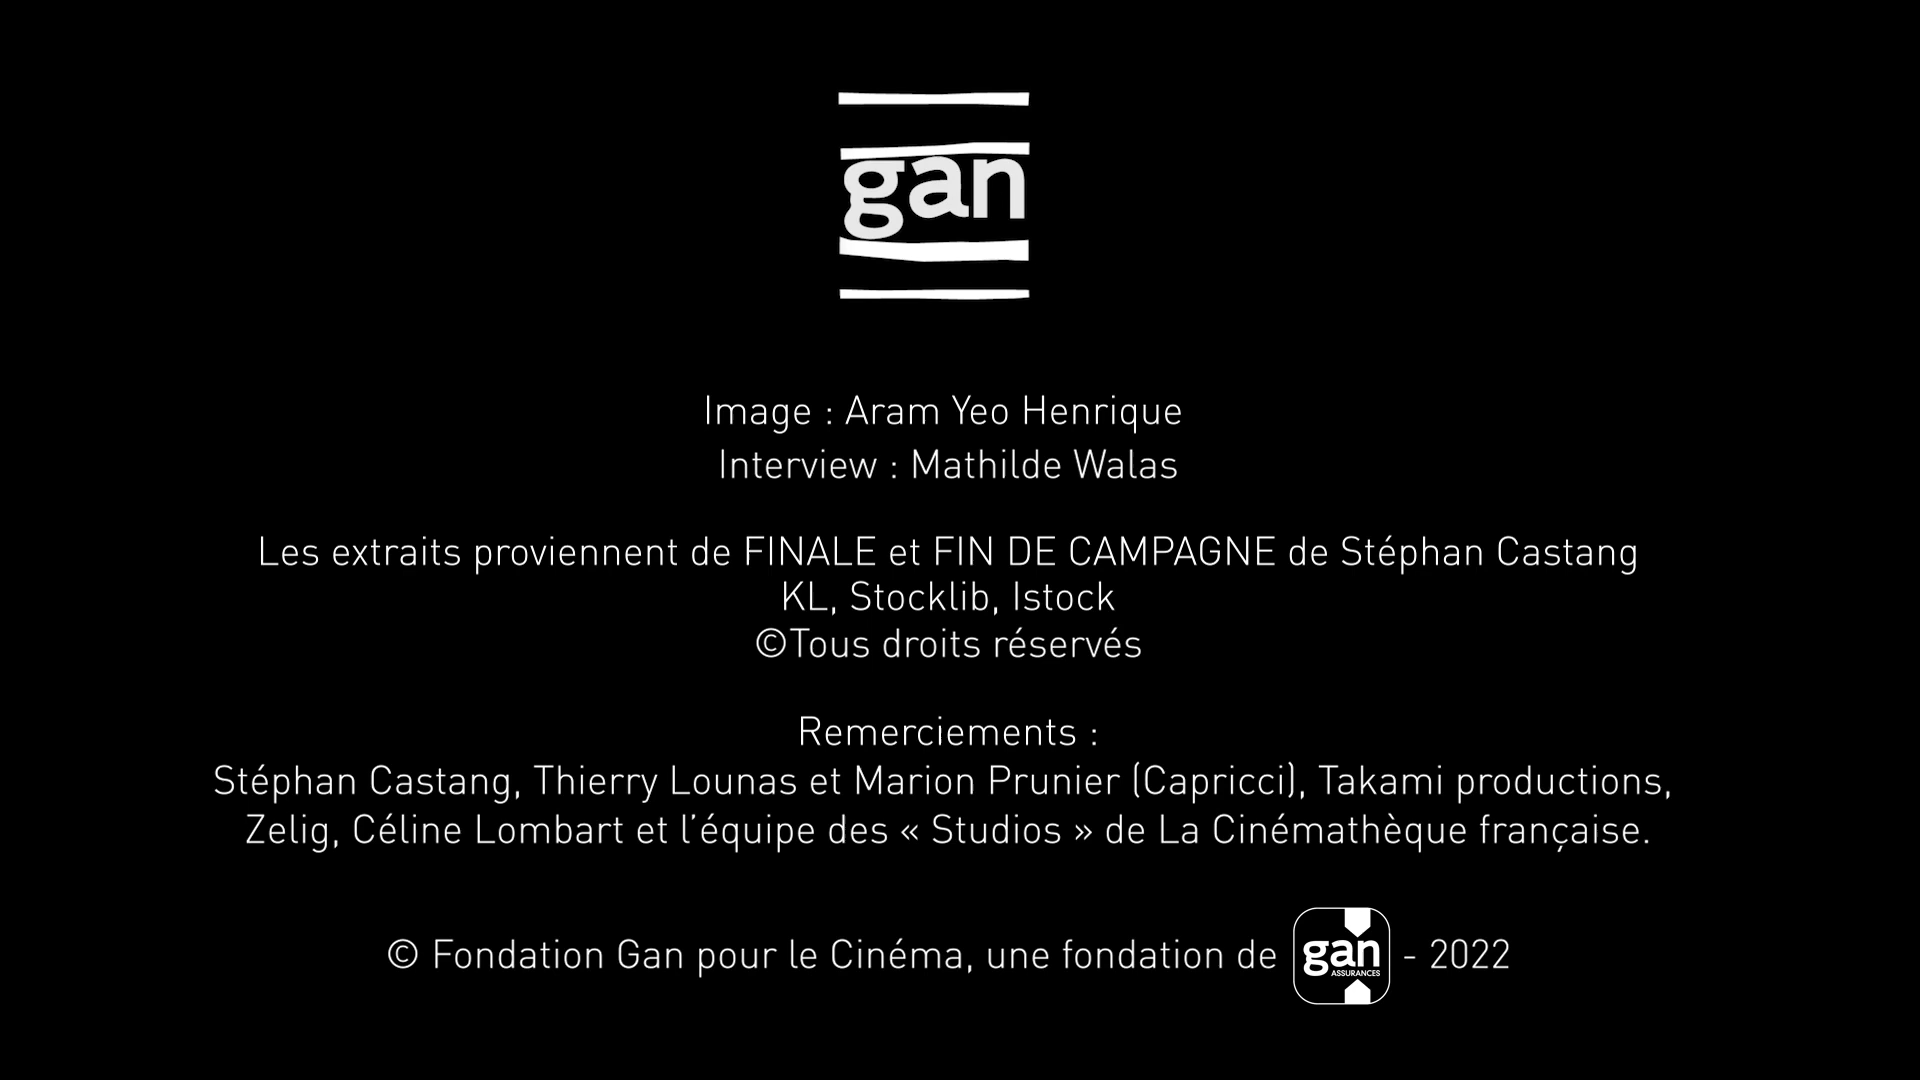 gan
Image : Aram Yeo Henrique
Interview : Mathilde Walas
Les extraits proviennent de FINALE et FIN DE CAMPAGNE de Stéphan Castang
KL, Stocklib, Istock
©Tous droits réservés
Remerciements :
Stéphan Castang, Thierry Lounas et Marion Prunier (Capricci), Takami productions,
Zelig, Céline Lombart et l’équipe des « Studios » de La Cinémathèque française.
© Fondation Gan pour le Cinéma, une fondation de gan ASSURANCES - 2022